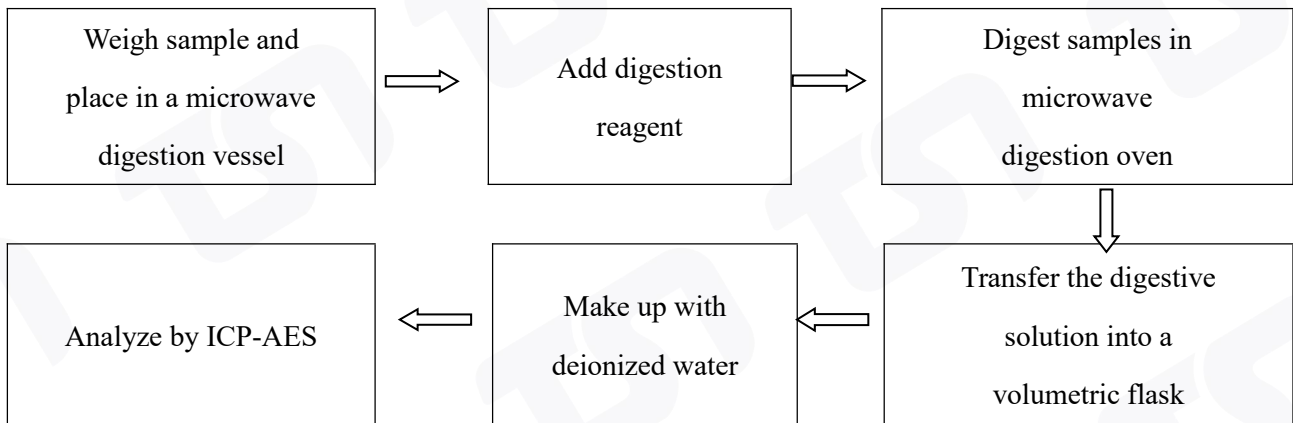 Weigh sample and
place in a microwave
digestion vessel
Add digestion
reagent
Digest samples in
microwave
digestion oven
Transfer the digestive
solution into a
volumetric flask
Make up with
deionized water
Analyze by ICP-AES